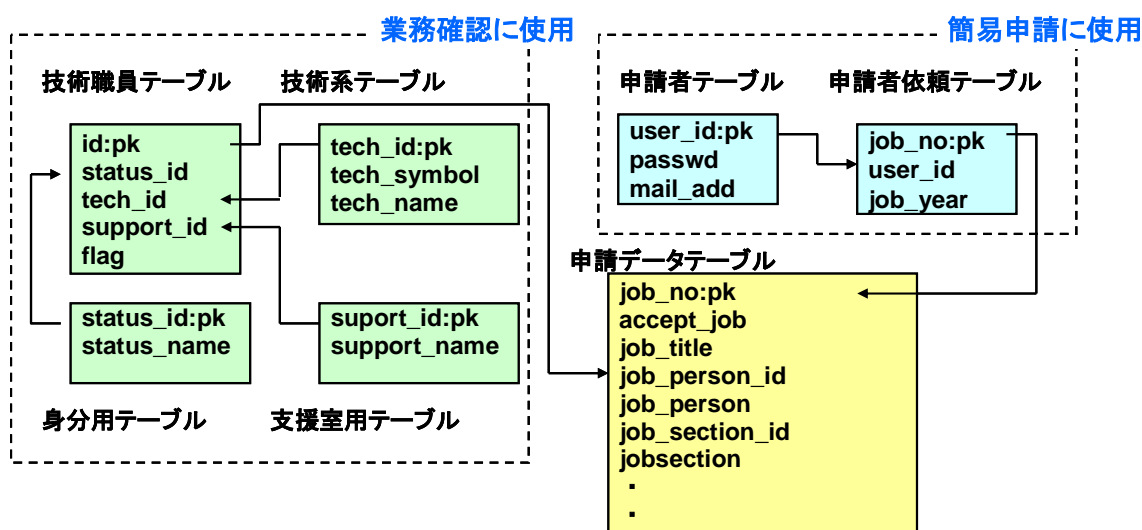 業務確認に使用
技術職員テーブル
技術系テーブル
id:pk
status_id
tech_id
support_id
flag
tech_id:pk
tech_symbol
tech_name
status_id:pk
status_name
suport_id:pk
support_name
身分用テーブル
支援室用テーブル
簡易申請に使用
申請者テーブル
申請者依頼テーブル
user_id:pk
passwd
mail_add
job_no:pk
user_id
job_year
申請データテーブル
job_no:pk
accept_job
job_title
job_person_id
job_person
job_section_id
jobsection
・
・